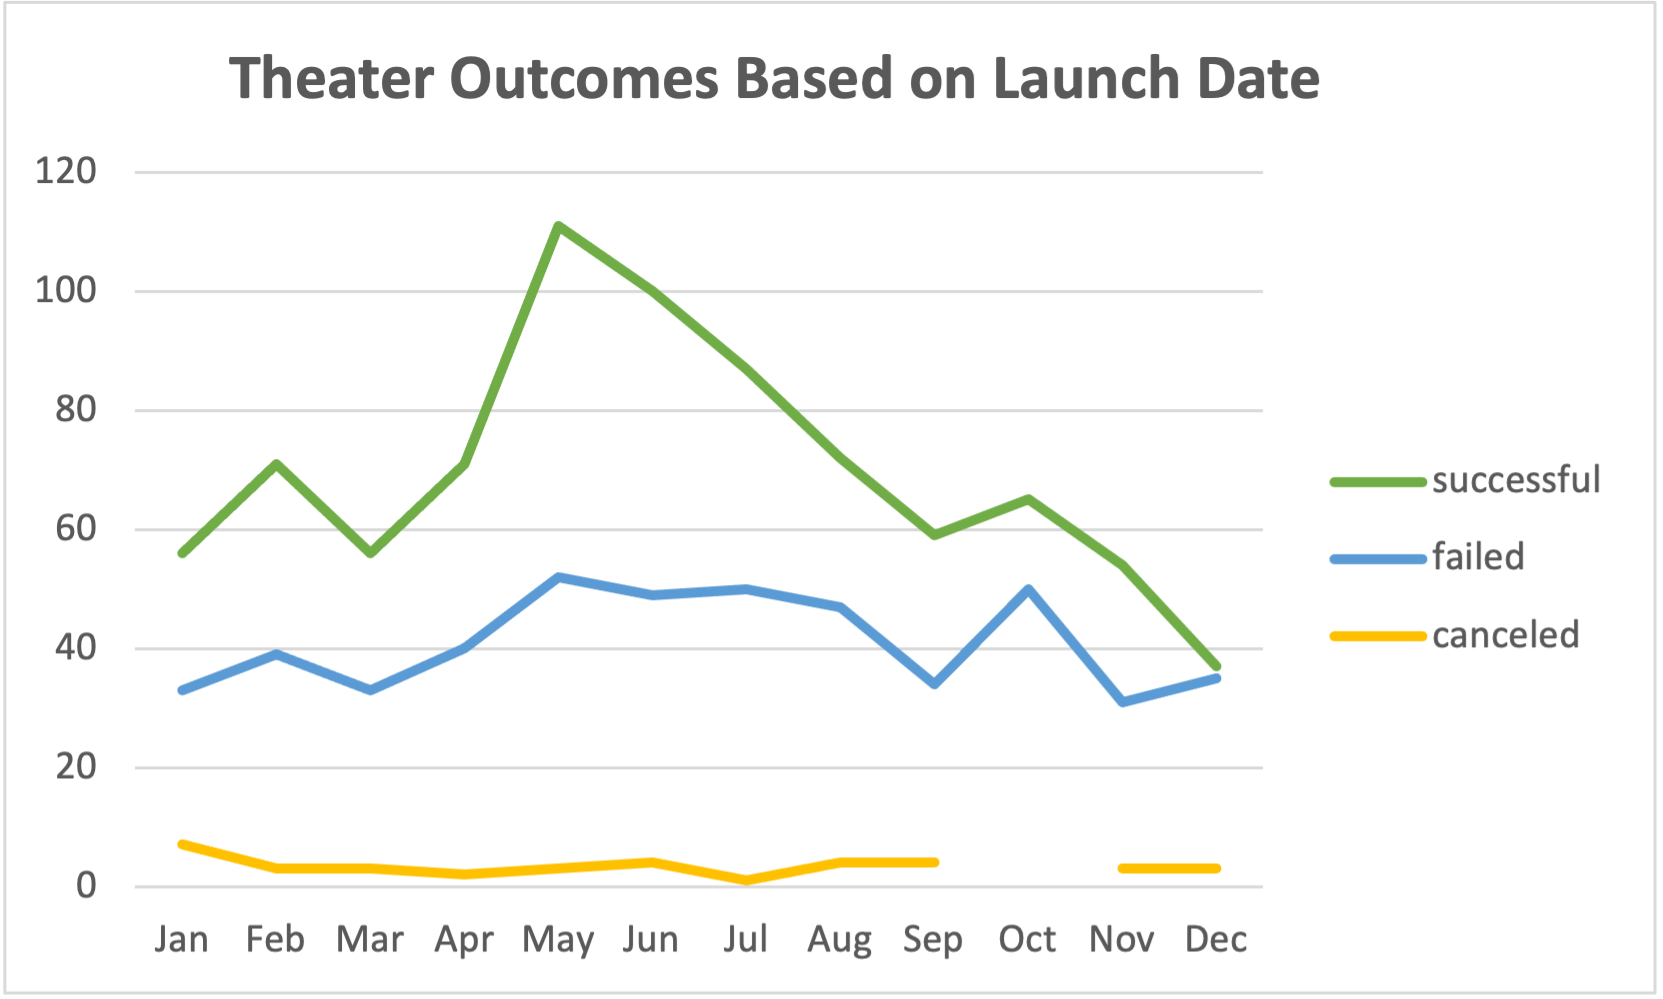 Theater Outcomes Based on Launch Date
120
100
80
60
40
20
0
Jan Feb Mar Apr May Jun Jul Aug Sep Oct Nov Dec
successful
failed
canceled